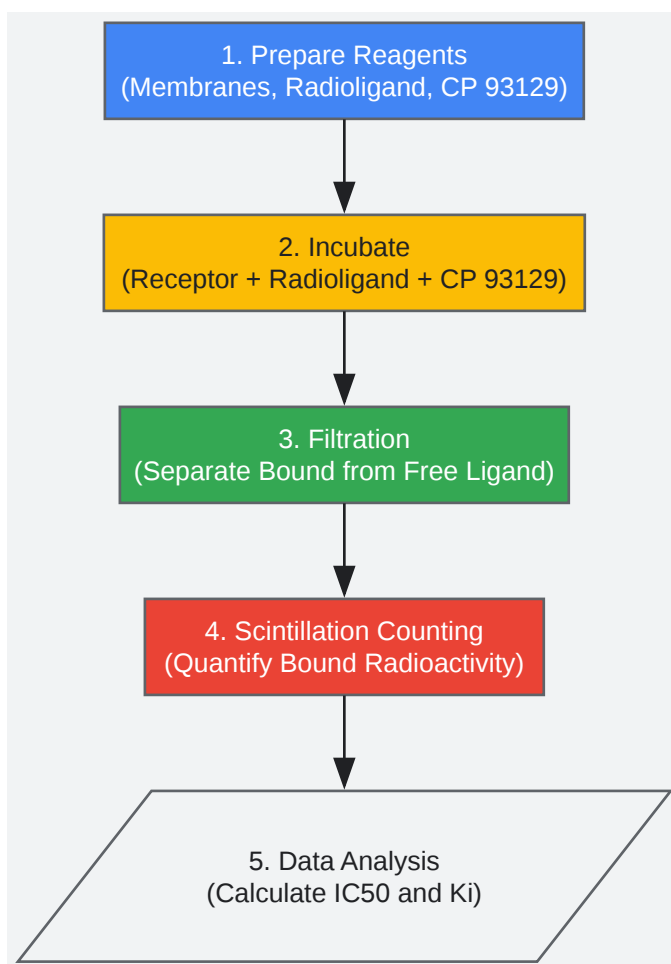 1. Prepare Reagents
(Membranes, Radioligand, CP 93129)
2. Incubate
(Receptor + Radioligand + CP 93129)
3. Filtration
(Separate Bound from Free Ligand)
4. Scintillation Counting
(Quantify Bound Radioactivity)
5. Data Analysis
(Calculate IC50 and Ki)